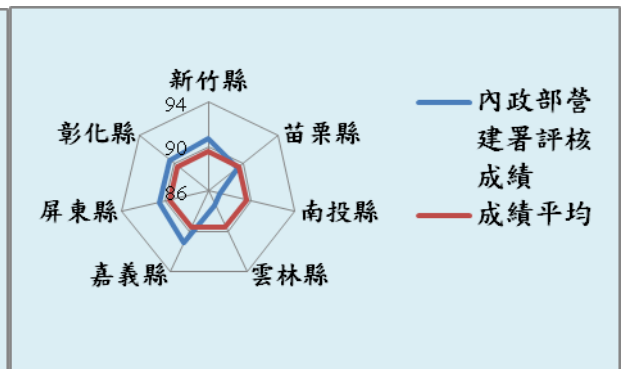 新竹縣
94
彰化縣
苗栗縣
90
86
屏東縣
南投縣
嘉義縣
雲林縣
內政部營
建署評核
成績
成績平均